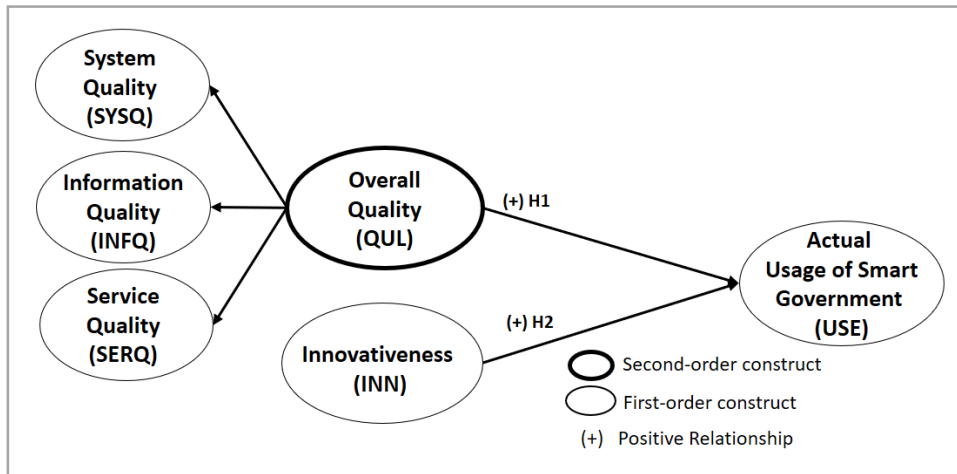 System
Quality
(SYSQ)
Information
Quality
(INFQ)
Service
Quality
(SERQ)
Overall
Quality
(QUL)
Innovativeness
(INN)
(+) H1
(+) H2
Actual
Usage of Smart
Government
(USE)
Second-order construct
First-order construct
(+) Positive Relationship